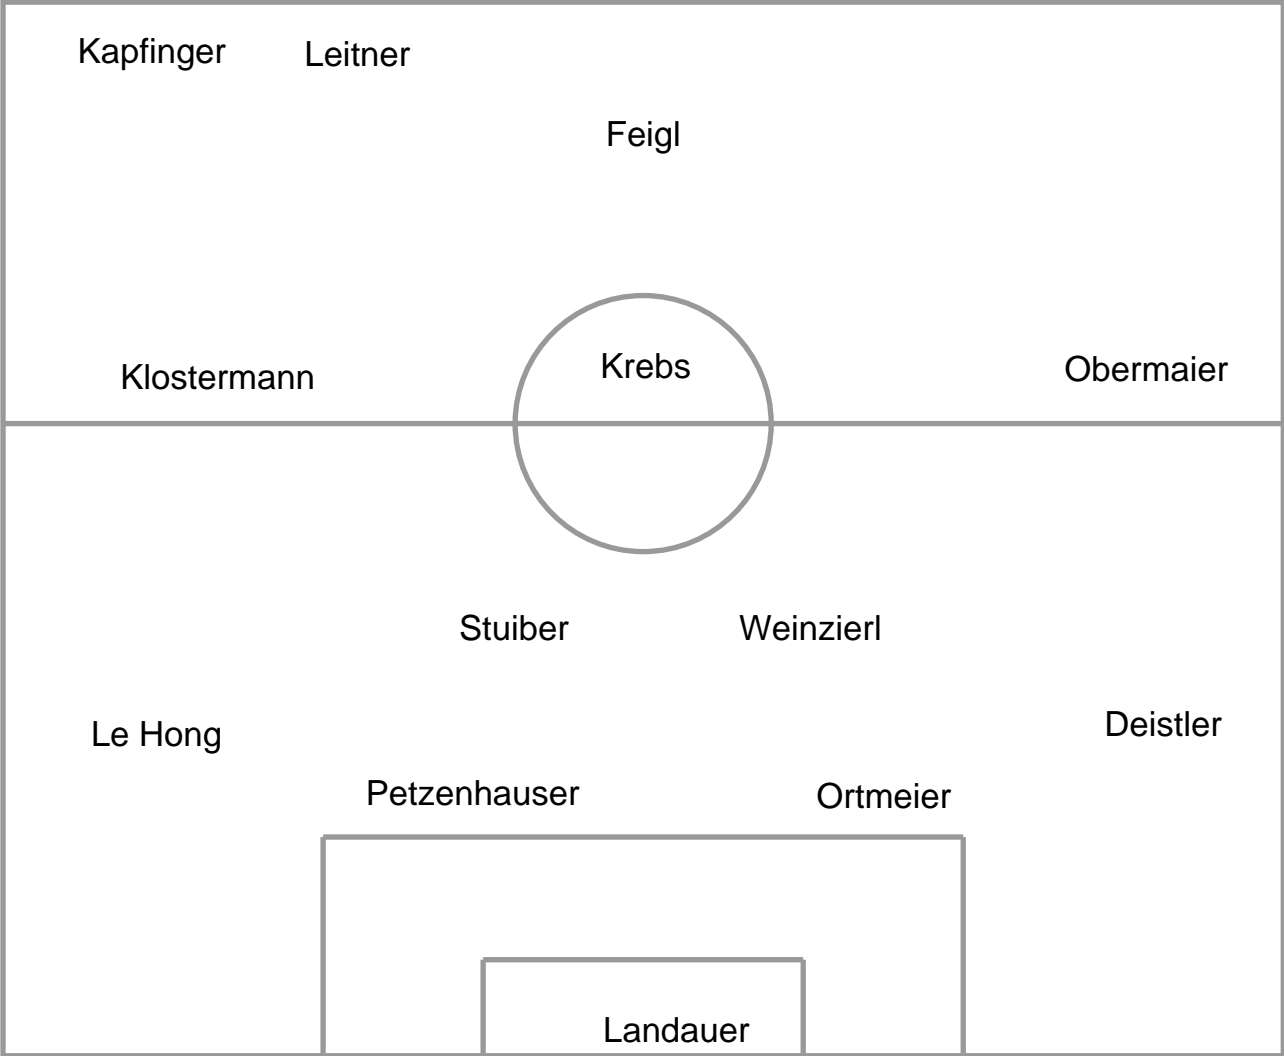 Kapfinger Leitner
Feigl
Klostermann Krebs Obermaier
Stuiber Weinzierl
Le Hong Deistler
Petzenhauser Ortmeier
Landauer